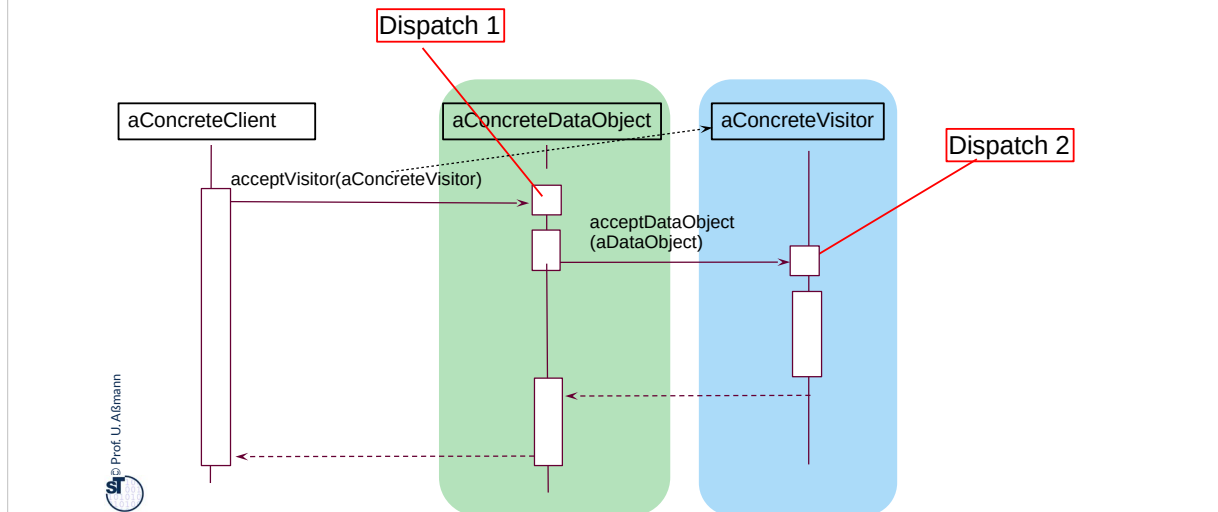 Dispatch 1
aConcreteClient
aConcreteDataObject
aConcreteVisitor
Dispatch 2
acceptVisitor(aConcreteVisitor)
acceptDataObject
(aDataObject)
© Prof. U. Aßmann
ST